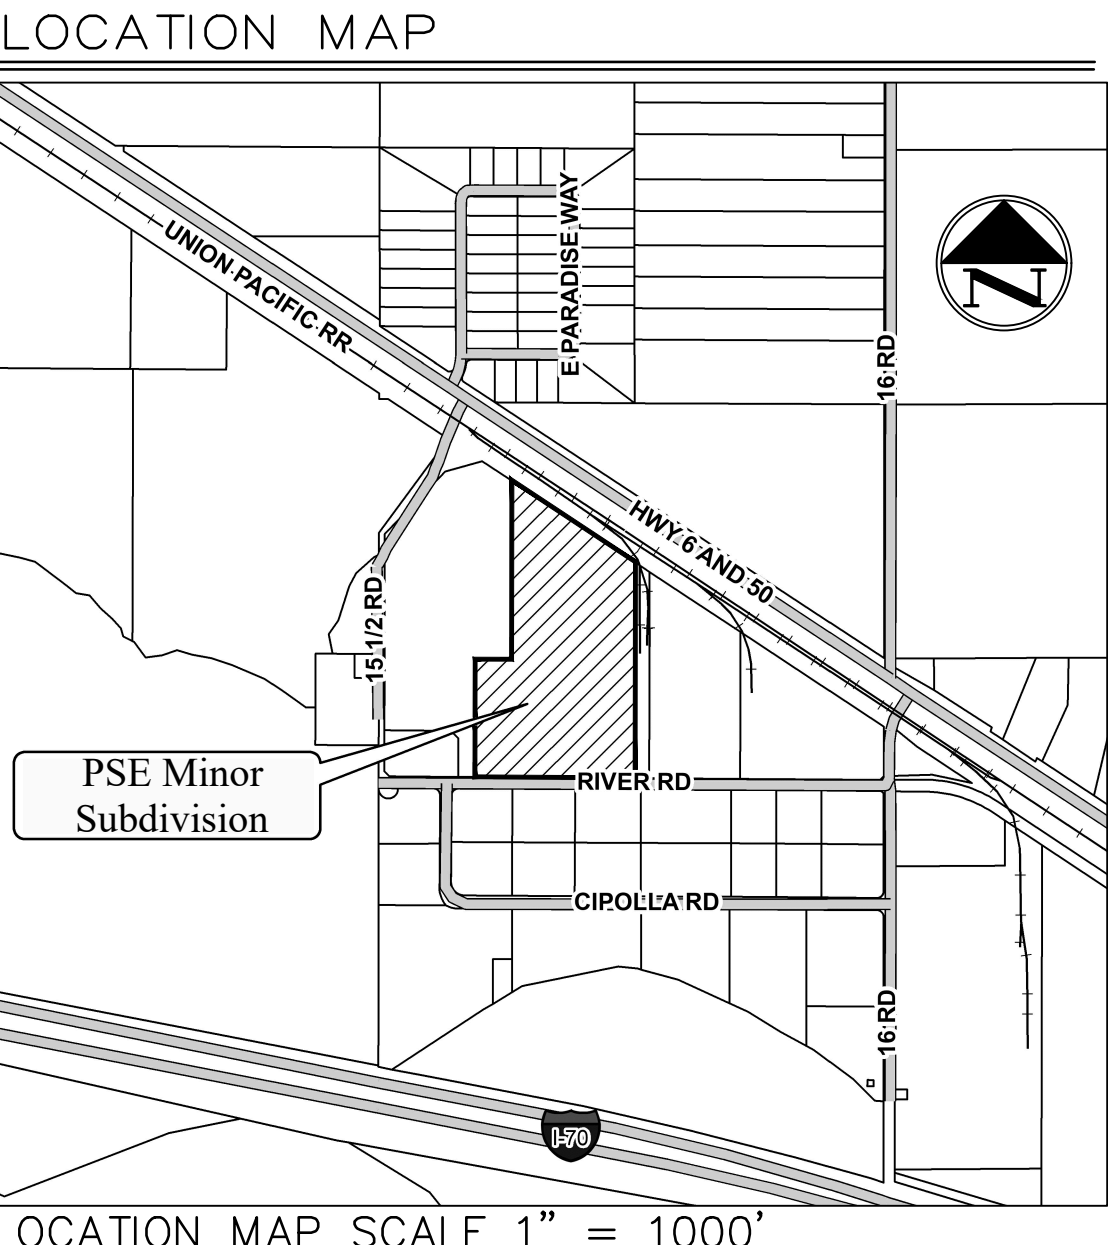 LOCATION MAP
E PARADISE WAY
UNION PACIFIC RR
16 RD
N
HWY 6 AND 50
15 1/2 RD
PSE Minor
Subdivision
RIVER RD
CIPOLLA RD
16 RD
I-70
OCATION MAP SCALE 1” = 1000’